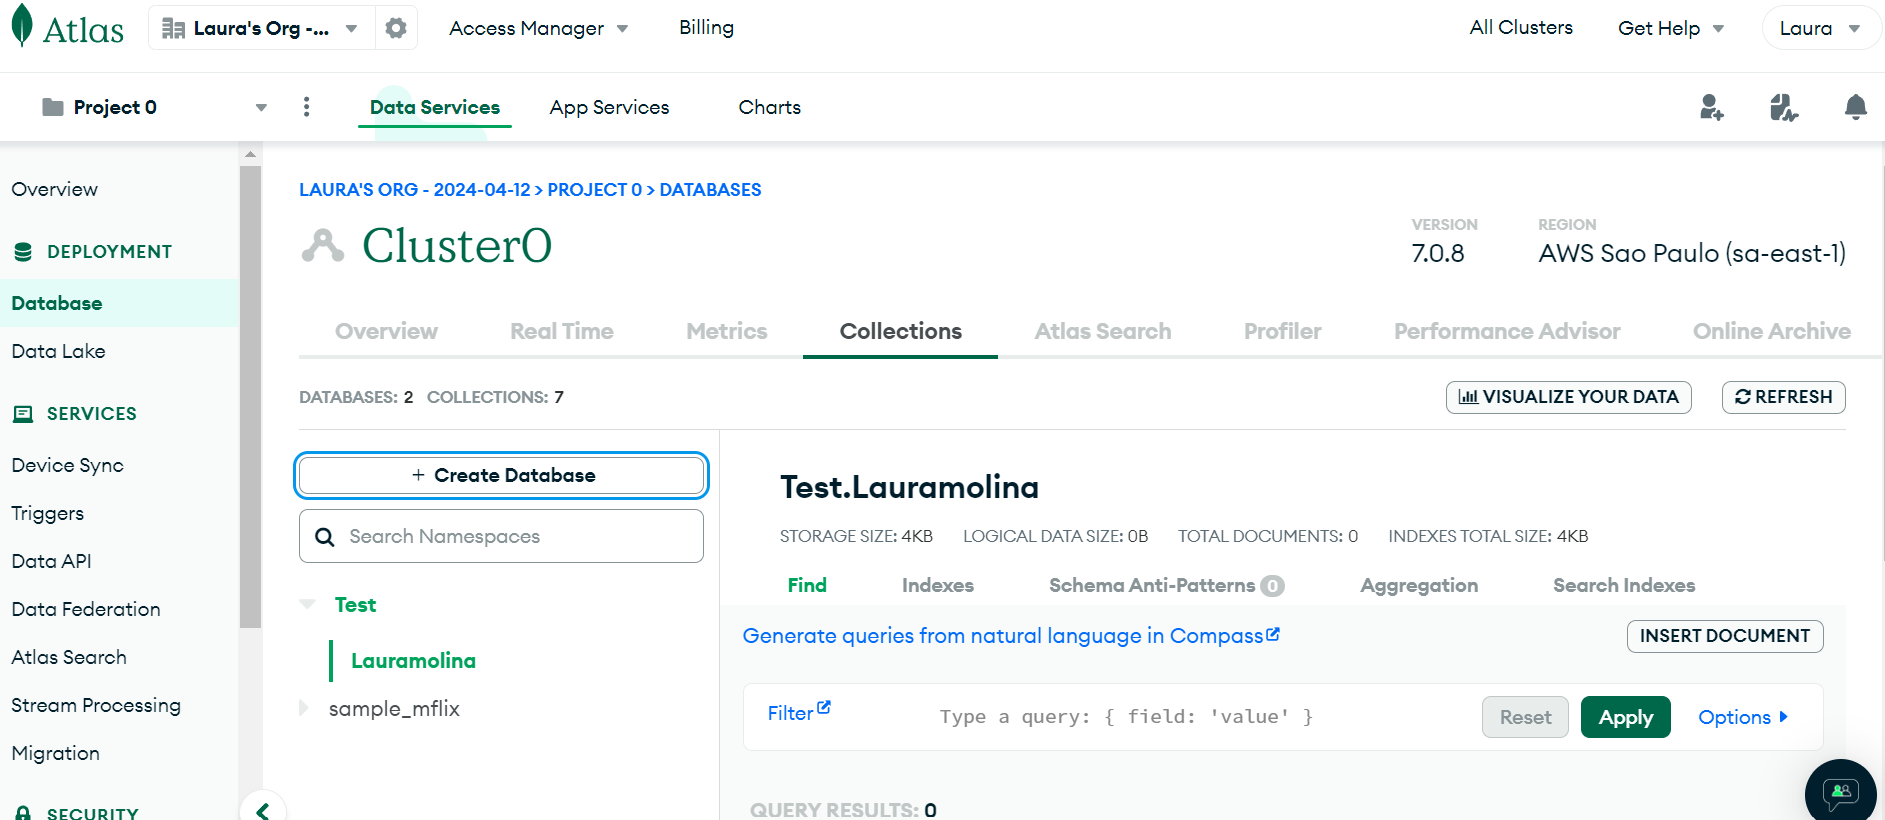 Atlas
Laura's Org -...
Access Manager
Billing
All Clusters
Get Help
Laura
Project 0
Data Services
App Services
Charts
Overview
DEPLOYMENT
Database
Data Lake
SERVICES
Device Sync
Triggers
Data API
Data Federation
Atlas Search
Stream Processing
Migration
SECURITY
LAURA'S ORG - 2024-04-12 > PROJECT 0 > DATABASES
Cluster0
VERSION
7.0.8
REGION
AWS Sao Paulo (sa-east-1)
Overview
Real Time
Metrics
Collections
Atlas Search
Profiler
Performance Advisor
Online Archive
DATABASES: 2 COLLECTIONS: 7
VISUALIZE YOUR DATA
REFRESH
+ Create Database
Search Namespaces
Test
Lauramolina
sample_mflix
Test.Lauramolina
STORAGE SIZE: 4KB LOGICAL DATA SIZE: 0B TOTAL DOCUMENTS: 0 INDEXES TOTAL SIZE: 4KB
Find
Indexes
Schema Anti-Patterns 0
Aggregation
Search Indexes
Generate queries from natural language in Compass
INSERT DOCUMENT
Filter
Type a query: { field: 'value' }
Reset
Apply
Options
QUERY RESULTS: 0